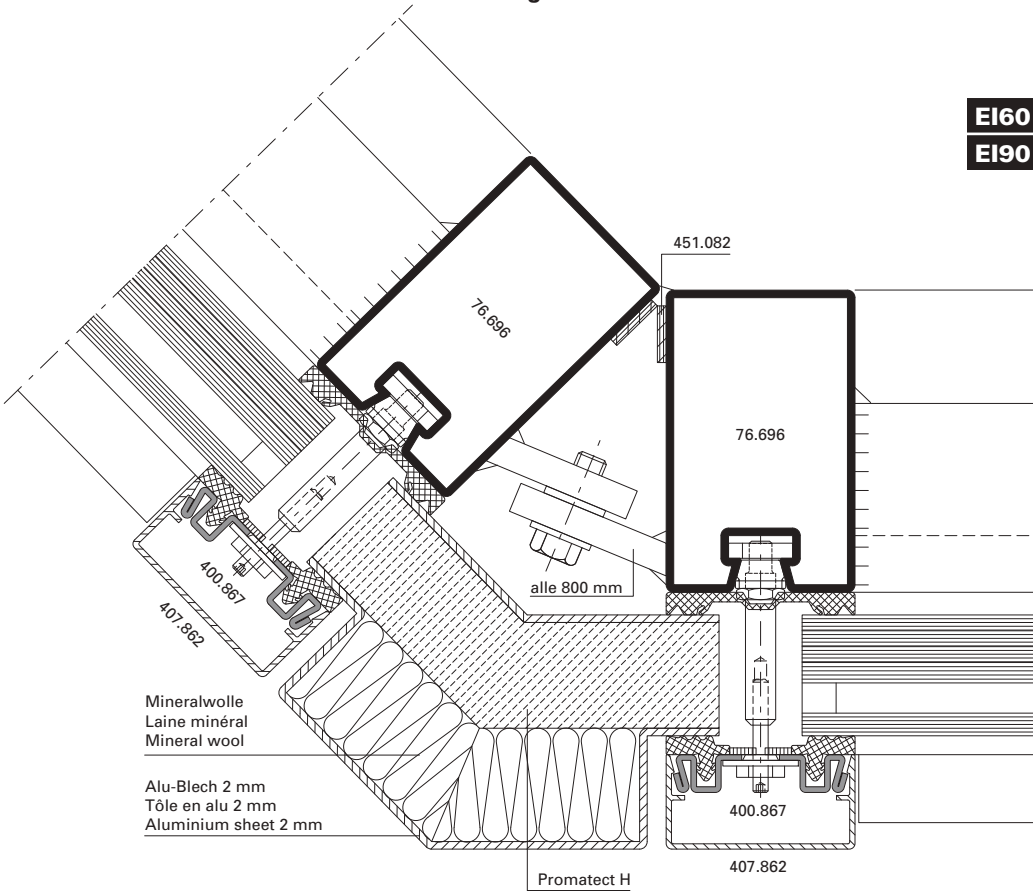 EI60
EI90
451.082
76.696
76.696
alle 800 mm
400.867
407.862
Mineralwolle
Laine minéral
Mineral wool
Alu-Blech 2 mm
Tôle en alu 2 mm
Aluminium sheet 2 mm
400.867
407.862
Promatect H